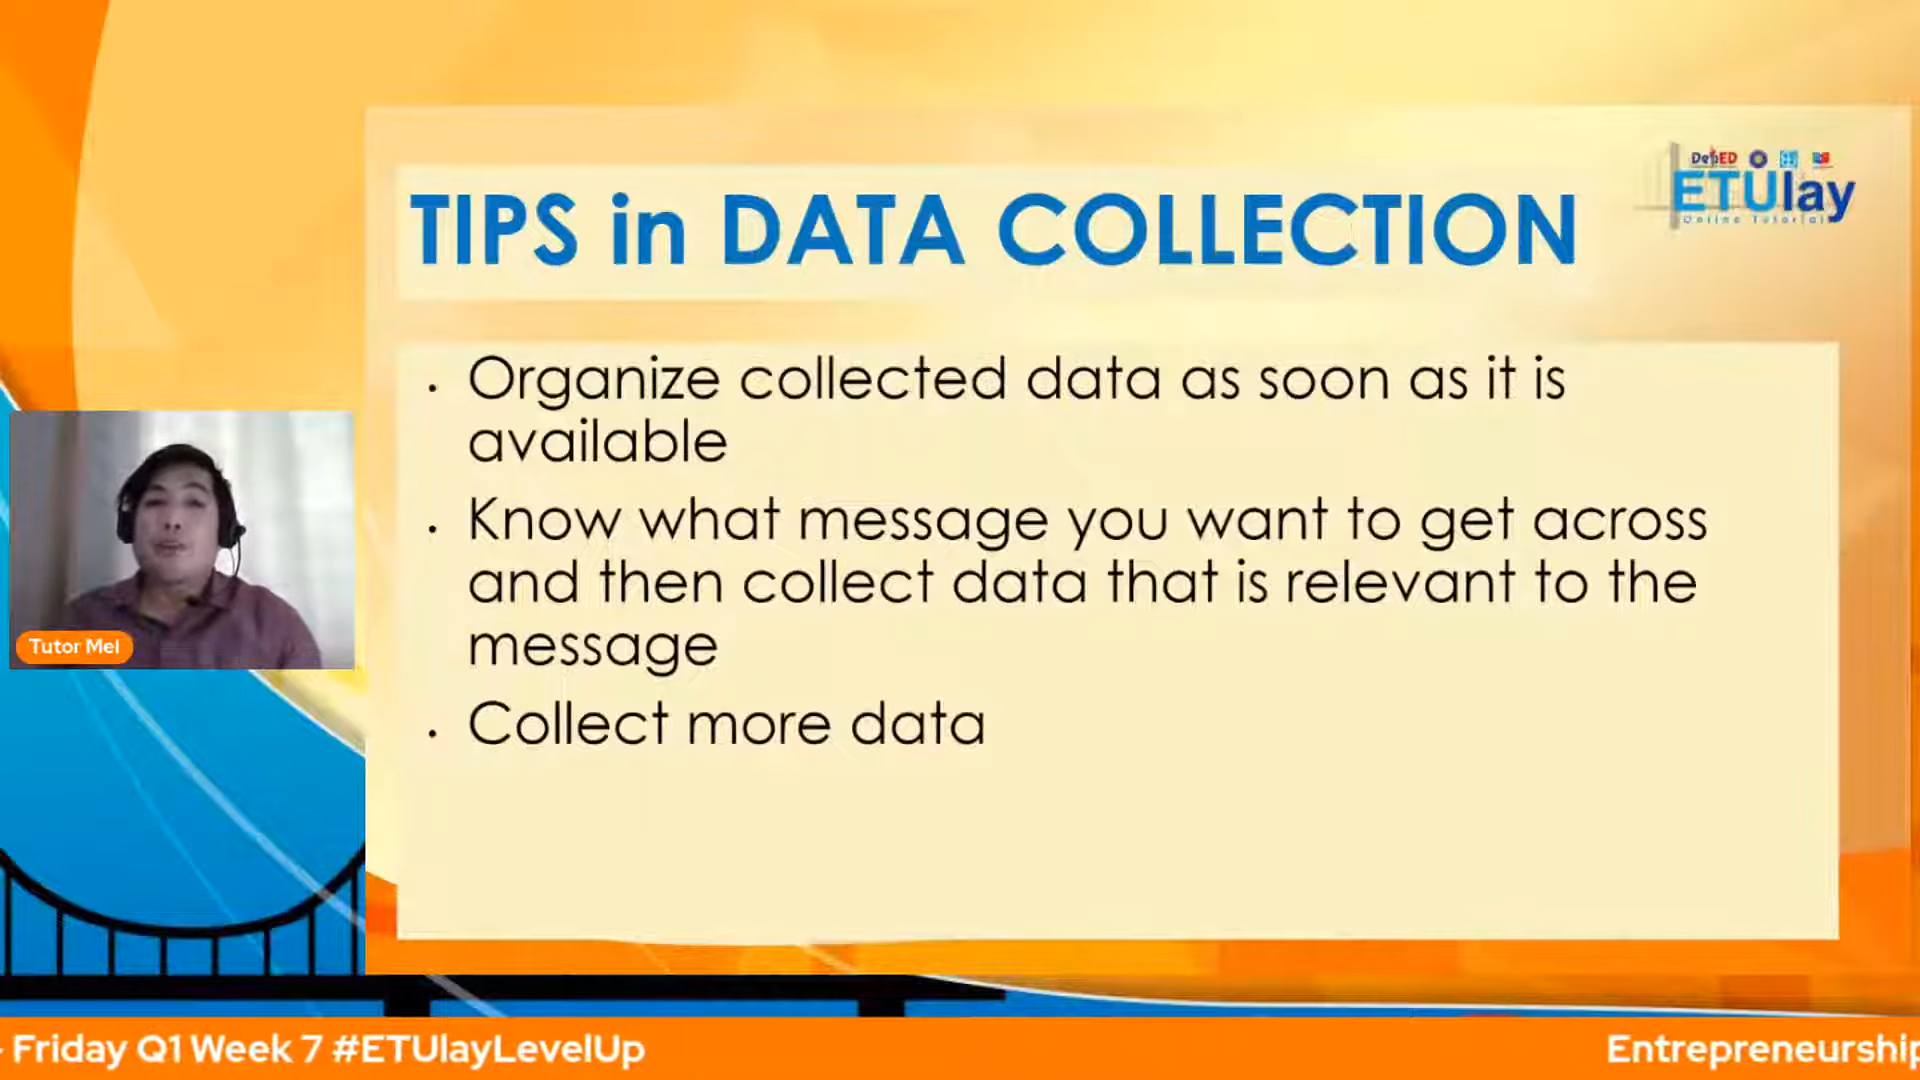 DepED
ETUlay
Online Tutorial
TIPS in DATA COLLECTION
• Organize collected data as soon as it is
available
• Know what message you want to get across
and then collect data that is relevant to the
message
• Collect more data
Tutor Mel
- Friday Q1 Week 7 #ETUlayLevelUp
Entrepreneurship